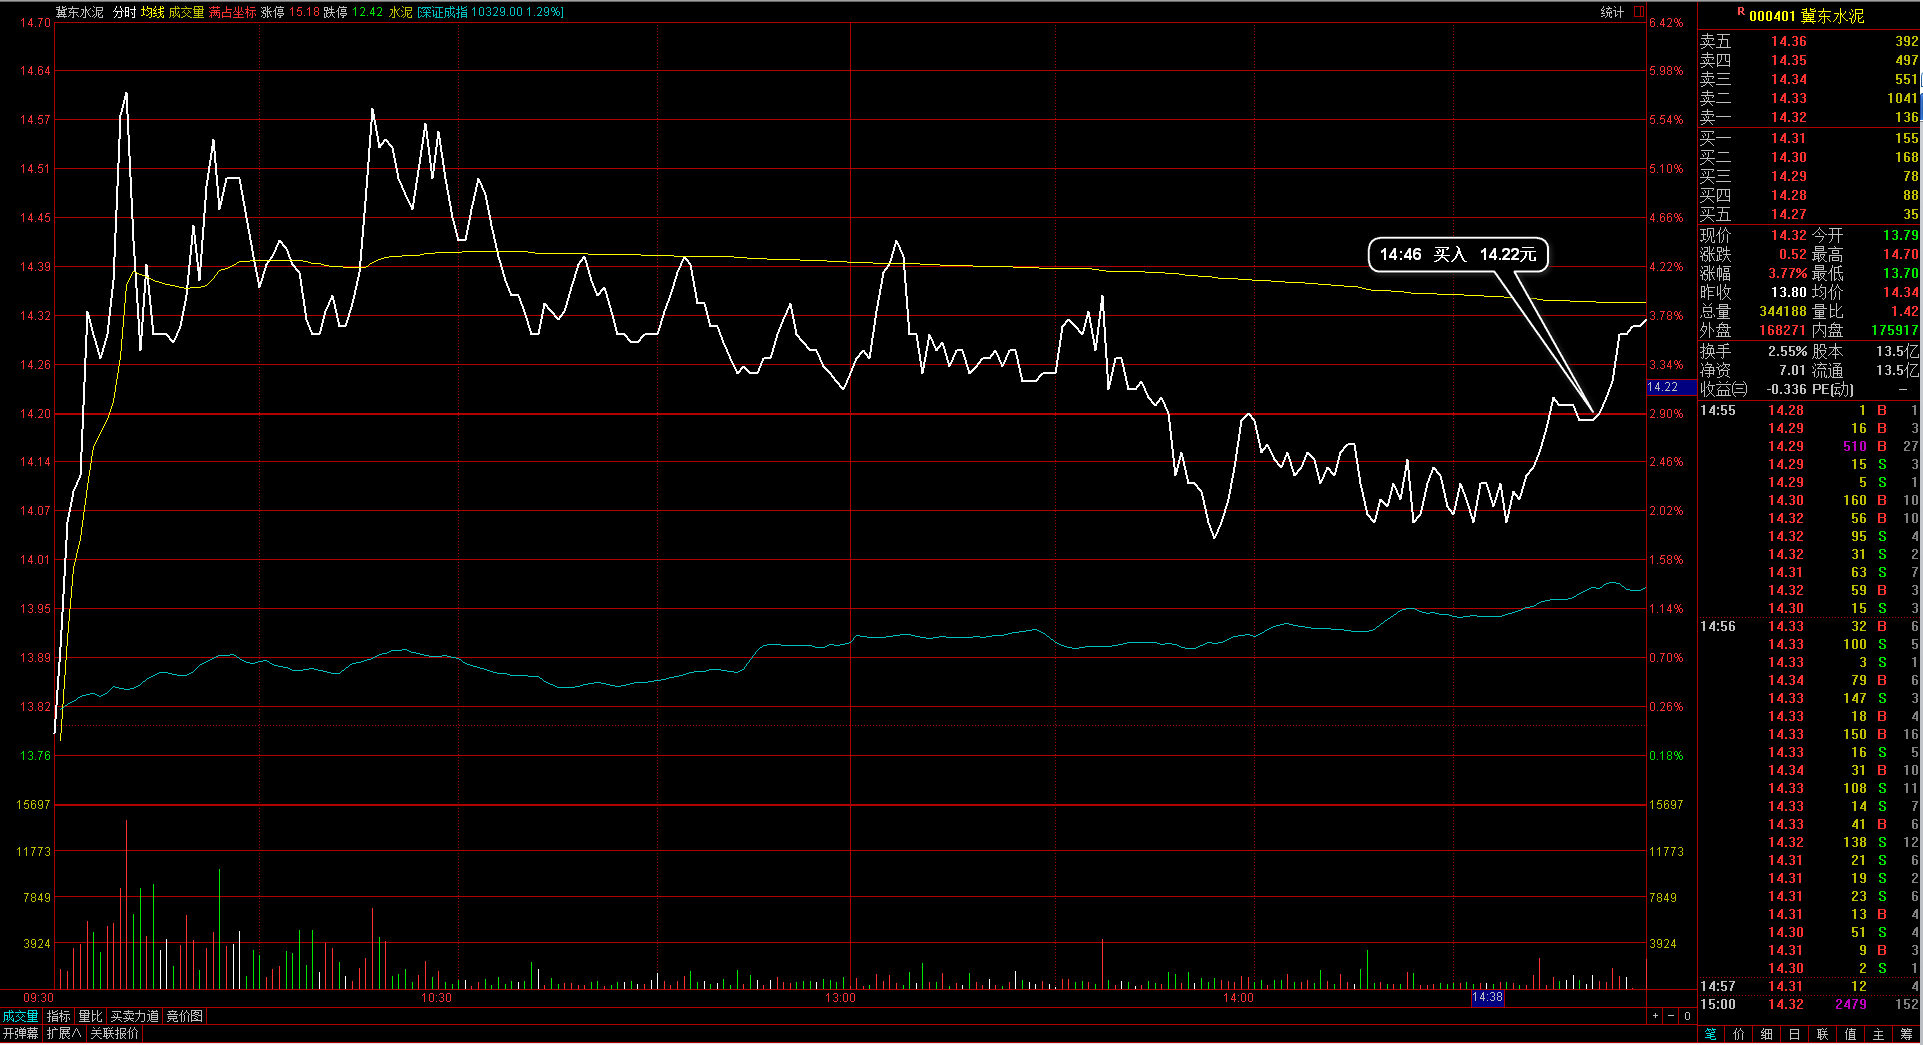 冀东水泥 分时 均线 成交量 满占坐标 涨停 15.18 跌停 12.42 水泥 [深证成指 10329.00 1.29%] 统计
14.70 6.42%
14.64 5.98%
14.57 5.54%
14.51 5.10%
14.45 4.66%
14.39 4.22%
14.32 3.78%
14.26 3.34%
14.22
14.20 2.90%
14.14 2.46%
14.07 2.02%
14.01 1.58%
13.95 1.14%
13.89 0.70%
13.82 0.26%
13.76 0.18%
15697 15697
11773 11773
7849 7849
3924 3924
14:46 买入 14.22元
09:30 10:30 13:00 14:00 14:38
成交量 指标 量比 买卖力道 竞价图 + - 0
开弹幕 扩展∧ 关联报价
R 000401 冀东水泥
卖五 14.36 392
卖四 14.35 497
卖三 14.34 551
卖二 14.33 1041
卖一 14.32 136
买一 14.31 155
买二 14.30 168
买三 14.29 78
买四 14.28 88
买五 14.27 35
现价 14.32 今开 13.79
涨跌 0.52 最高 14.70
涨幅 3.77% 最低 13.70
昨收 13.80 均价 14.34
总量 344188 量比 1.42
外盘 168271 内盘 175917
换手 2.55% 股本 13.5亿
净资 7.01 流通 13.5亿
收益㈢ -0.336 PE(动) –
14:55 14.28 1 B 1
14.29 16 B 3
14.29 510 B 27
14.29 15 S 3
14.29 5 S 1
14.30 160 B 10
14.32 56 B 10
14.32 95 S 4
14.32 31 S 2
14.31 63 S 7
14.32 59 B 3
14.30 15 S 3
14:56 14.33 32 B 6
14.33 100 S 5
14.33 3 S 1
14.34 79 B 6
14.33 147 S 3
14.33 18 B 4
14.33 150 B 16
14.33 16 S 5
14.34 31 B 10
14.33 108 S 11
14.33 14 S 7
14.33 41 B 6
14.32 138 S 12
14.31 21 S 6
14.31 19 S 2
14.31 23 S 6
14.31 13 B 4
14.30 51 S 4
14.31 9 B 3
14.30 2 S 1
14:57 14.31 12 4
15:00 14.32 2479 152
笔 价 细 日 联 值 主 筹